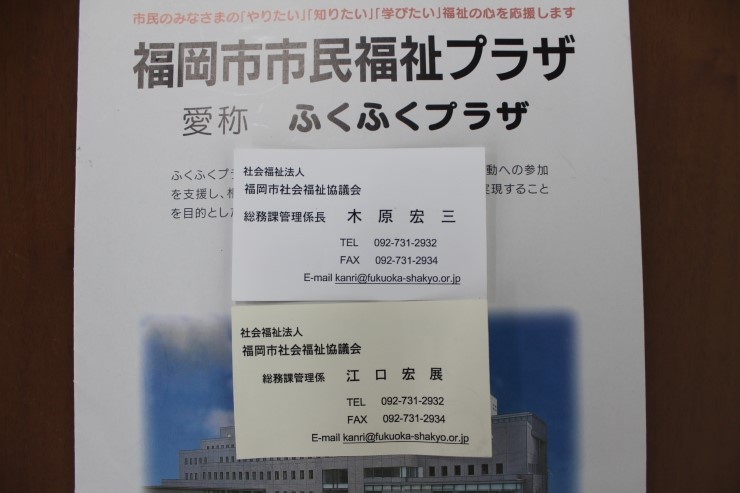 市民のみなさまの「やりたい」「知りたい」「学びたい」福祉の心を応援します
福岡市市民福祉プラザ
愛称 ふくふくプラザ
ふくふくプ
動への参加
を支援し、
実現すること
を目的とし
社会福祉法人
福岡市社会福祉協議会
総務課管理係長 木原宏三
TEL 092-731-2932
FAX 092-731-2934
E-mail kanri@fukuoka-shakyo.or.jp
社会福祉法人
福岡市社会福祉協議会
総務課管理係 江口宏展
TEL 092-731-2932
FAX 092-731-2934
E-mail kanri@fukuoka-shakyo.or.jp